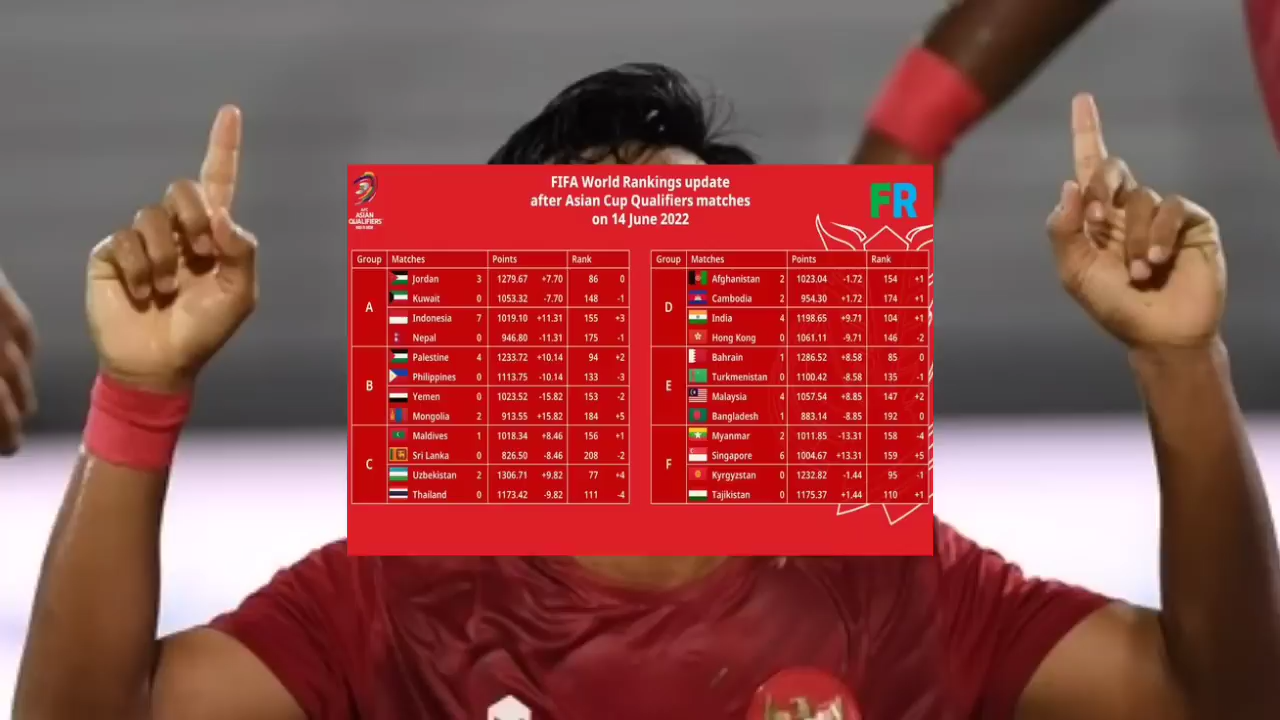 FIFA World Rankings update
after Asian Cup Qualifiers matches
on 14 June 2022
FR
ASIAN
QUALIFIERS
Group Matches Points Rank
A
Jordan 3 1279.67 +7.70 86 0
Kuwait 0 1053.32 -7.70 148 -1
Indonesia 7 1019.10 +11.31 155 +3
Nepal 0 946.80 -11.31 175 -1
B
Palestine 4 1233.72 +10.14 94 +2
Philippines 0 1113.75 -10.14 133 -3
Yemen 0 1023.52 -15.82 153 -2
Mongolia 2 913.55 +15.82 184 +5
C
Maldives 1 1018.34 +8.46 156 +1
Sri Lanka 0 826.50 -8.46 208 -2
Uzbekistan 2 1306.71 +9.82 77 +4
Thailand 0 1173.42 -9.82 111 -4
Group Matches Points Rank
D
Afghanistan 2 1023.04 -1.72 154 +1
Cambodia 2 954.30 +1.72 174 +1
India 4 1198.65 +9.71 104 +1
Hong Kong 0 1061.11 -9.71 146 -2
E
Bahrain 1 1286.52 +8.58 85 0
Turkmenistan 0 1100.42 -8.58 135 -1
Malaysia 4 1057.54 +8.85 147 +2
Bangladesh 1 883.14 -8.85 192 0
F
Myanmar 2 1011.85 -13.31 158 -4
Singapore 6 1004.67 +13.31 159 +5
Kyrgyzstan 0 1232.82 -1.44 95 -1
Tajikistan 0 1175.37 +1.44 110 +1